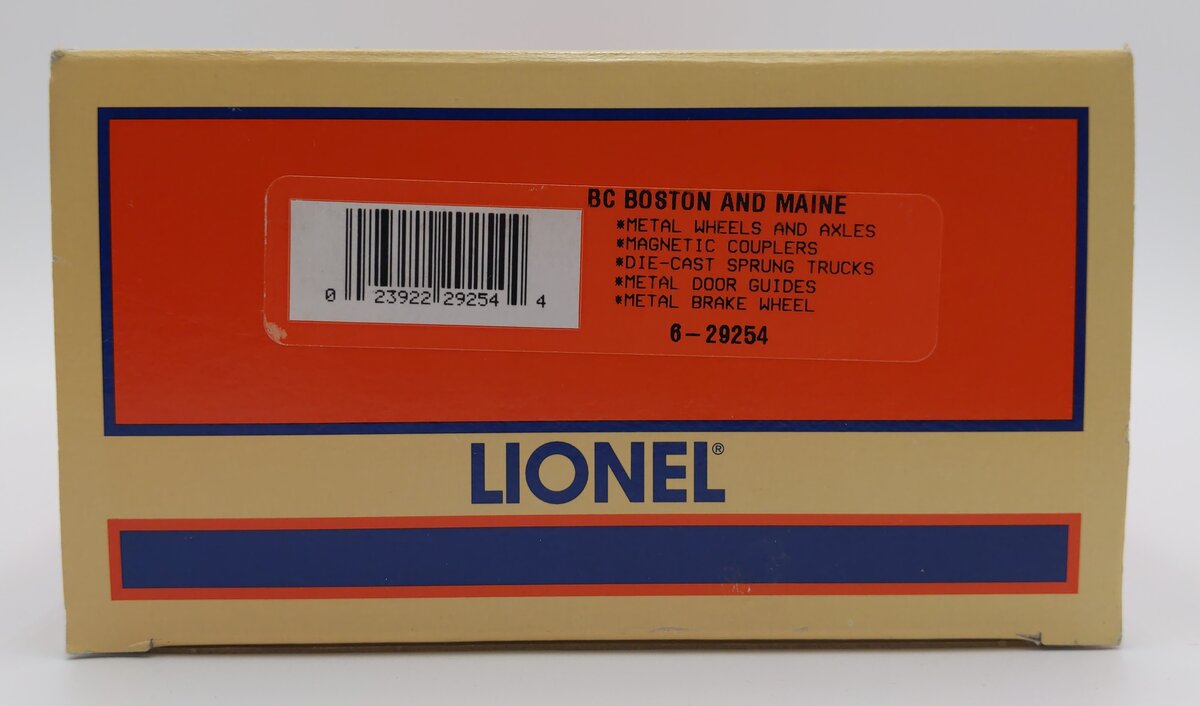 BC BOSTON AND MAINE
*METAL WHEELS AND AXLES
*MAGNETIC COUPLERS
*DIE-CAST SPRUNG TRUCKS
*METAL DOOR GUIDES
*METAL BRAKE WHEEL
6-29254
0 23922 29254 4
LIONEL®